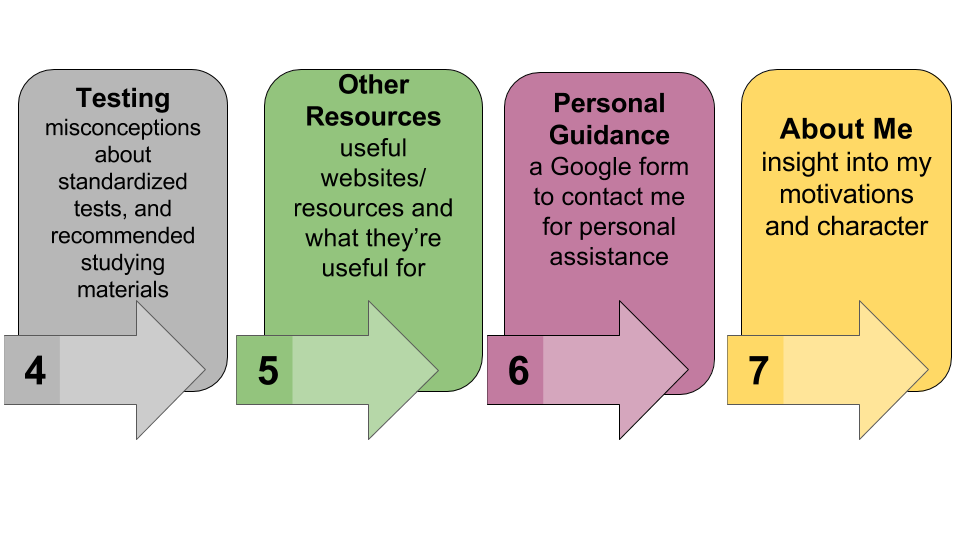 Testing
misconceptions
about
standardized
tests, and
recommended
studying
materials
4
Other
Resources
useful
websites/
resources and
what they’re
useful for
5
Personal
Guidance
a Google form
to contact me
for personal
assistance
6
About Me
insight into my
motivations
and character
7